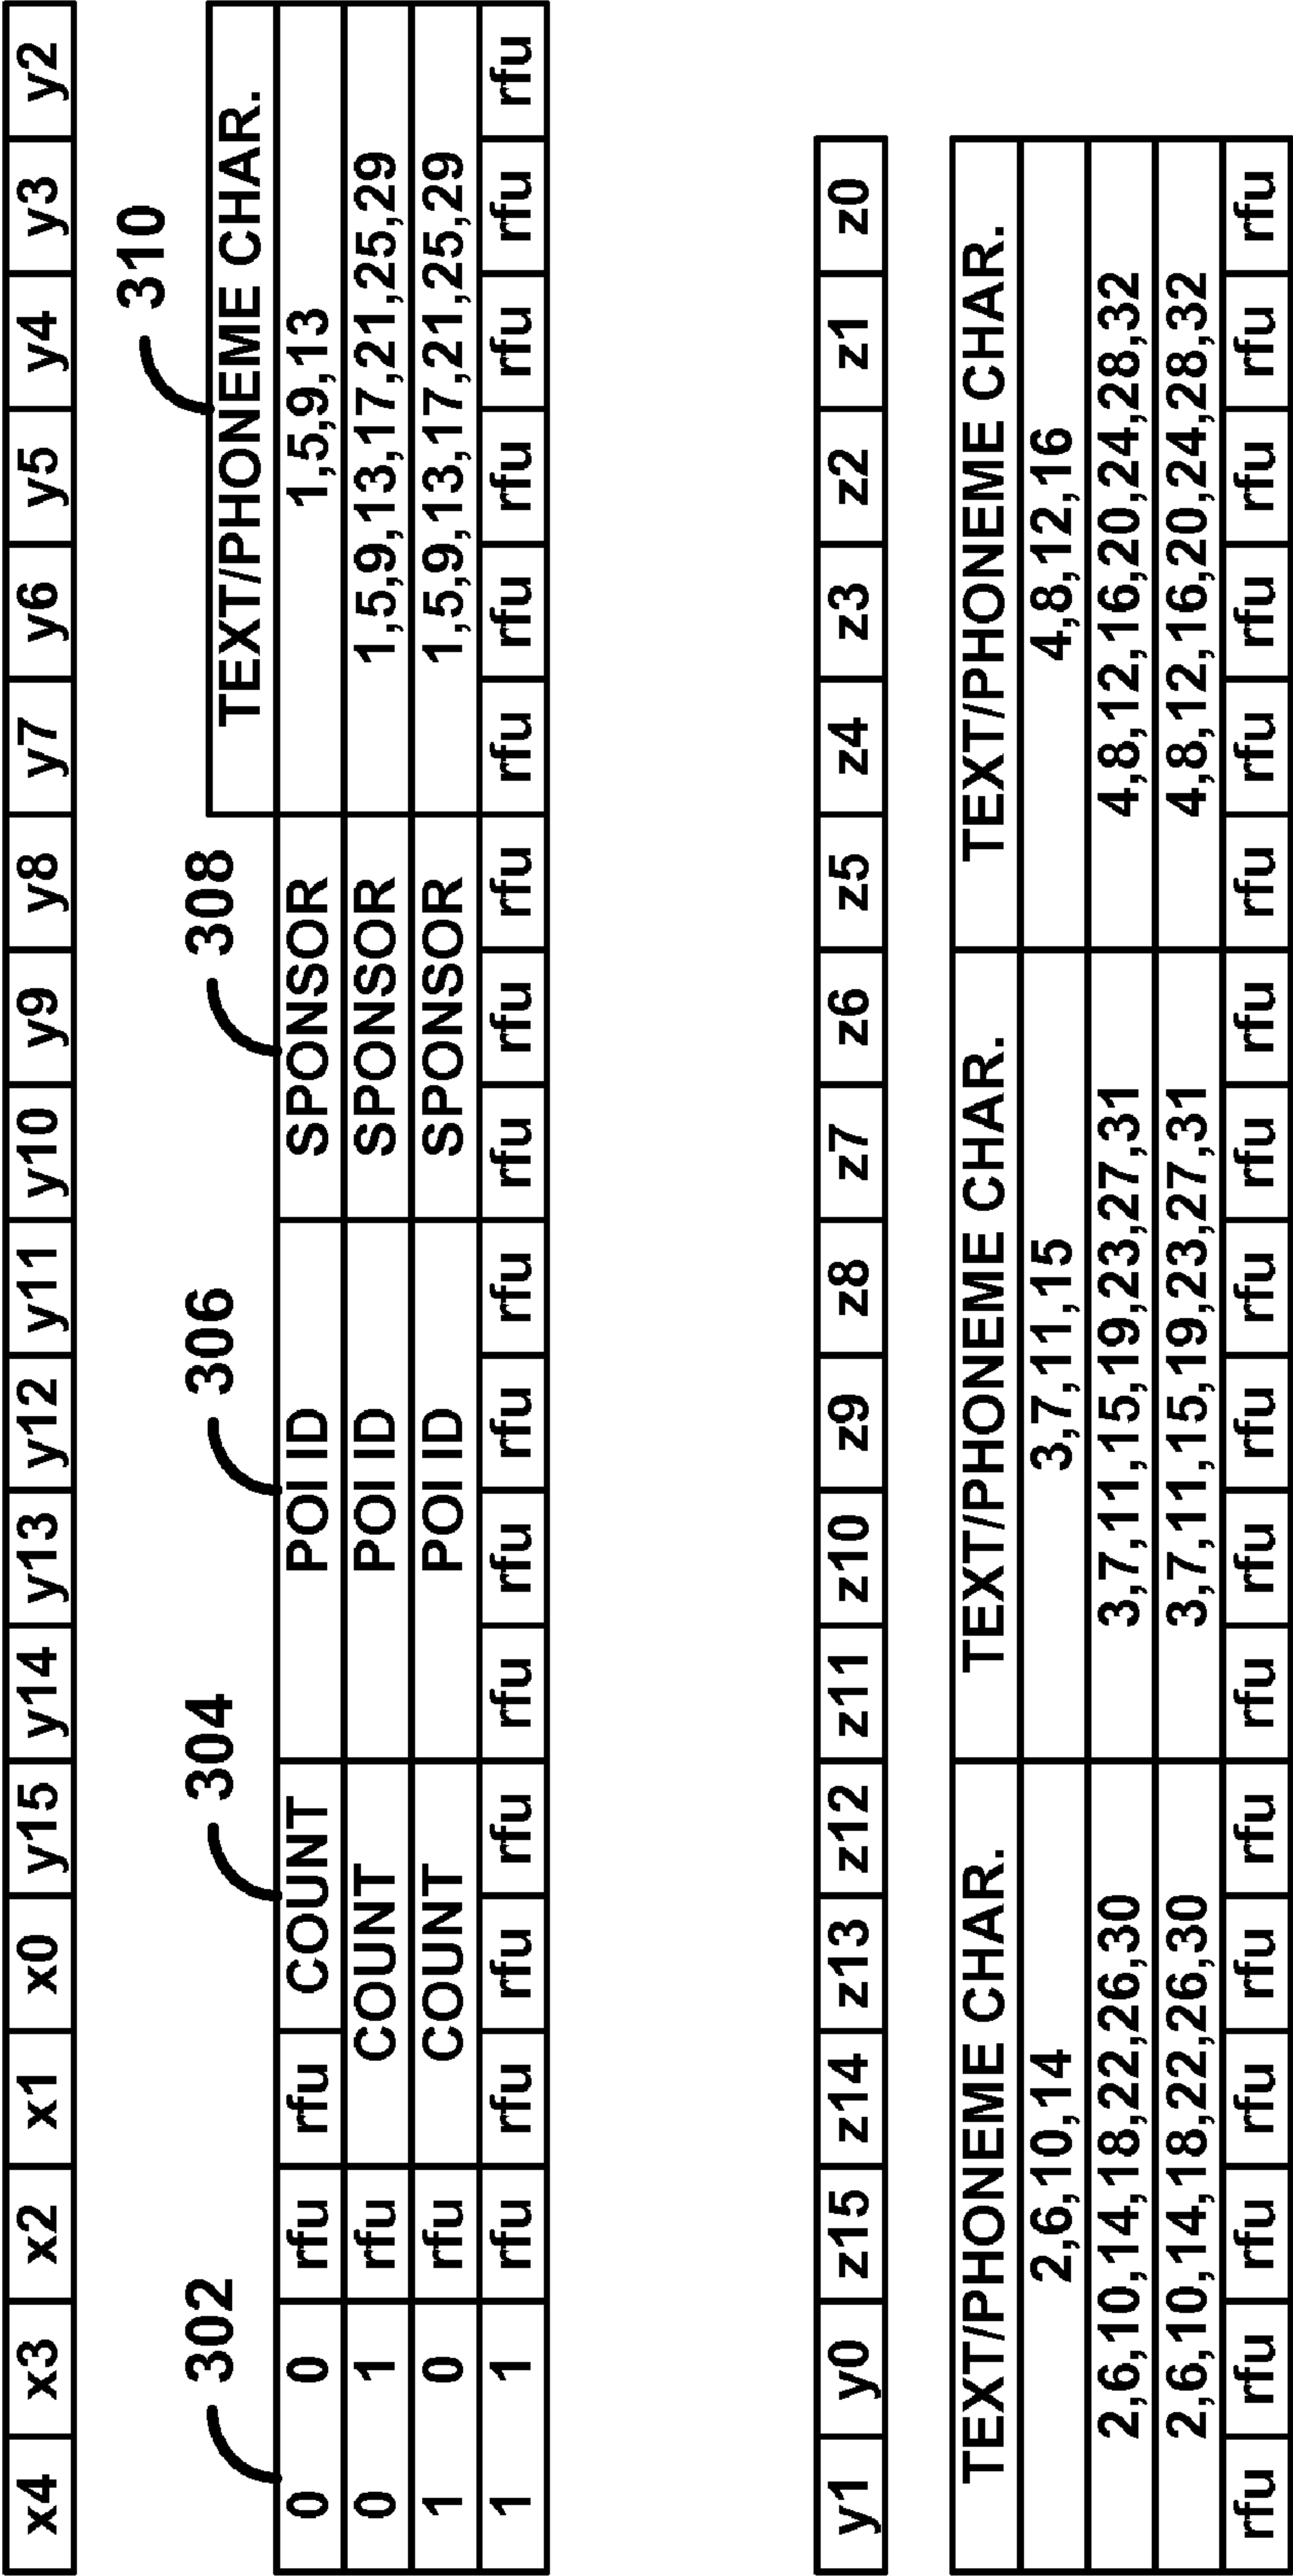 x4 x3 x2 x1 x0 y15 y14 y13 y12 y11 y10 y9 y8 y7 y6 y5 y4 y3 y2
302 304 306 308 310
TEXT/PHONEME CHAR.
0 0 rfu rfu COUNT POI ID SPONSOR 1,5,9,13
0 1 rfu COUNT POI ID SPONSOR 1,5,9,13,17,21,25,29
1 0 rfu COUNT POI ID SPONSOR 1,5,9,13,17,21,25,29
1 1 rfu rfu rfu rfu rfu rfu rfu rfu rfu rfu rfu rfu rfu rfu rfu rfu rfu
y1 y0 z15 z14 z13 z12 z11 z10 z9 z8 z7 z6 z5 z4 z3 z2 z1 z0
TEXT/PHONEME CHAR. TEXT/PHONEME CHAR. TEXT/PHONEME CHAR.
2,6,10,14 3,7,11,15 4,8,12,16
2,6,10,14,18,22,26,30 3,7,11,15,19,23,27,31 4,8,12,16,20,24,28,32
2,6,10,14,18,22,26,30 3,7,11,15,19,23,27,31 4,8,12,16,20,24,28,32
rfu rfu rfu rfu rfu rfu rfu rfu rfu rfu rfu rfu rfu rfu rfu rfu rfu rfu